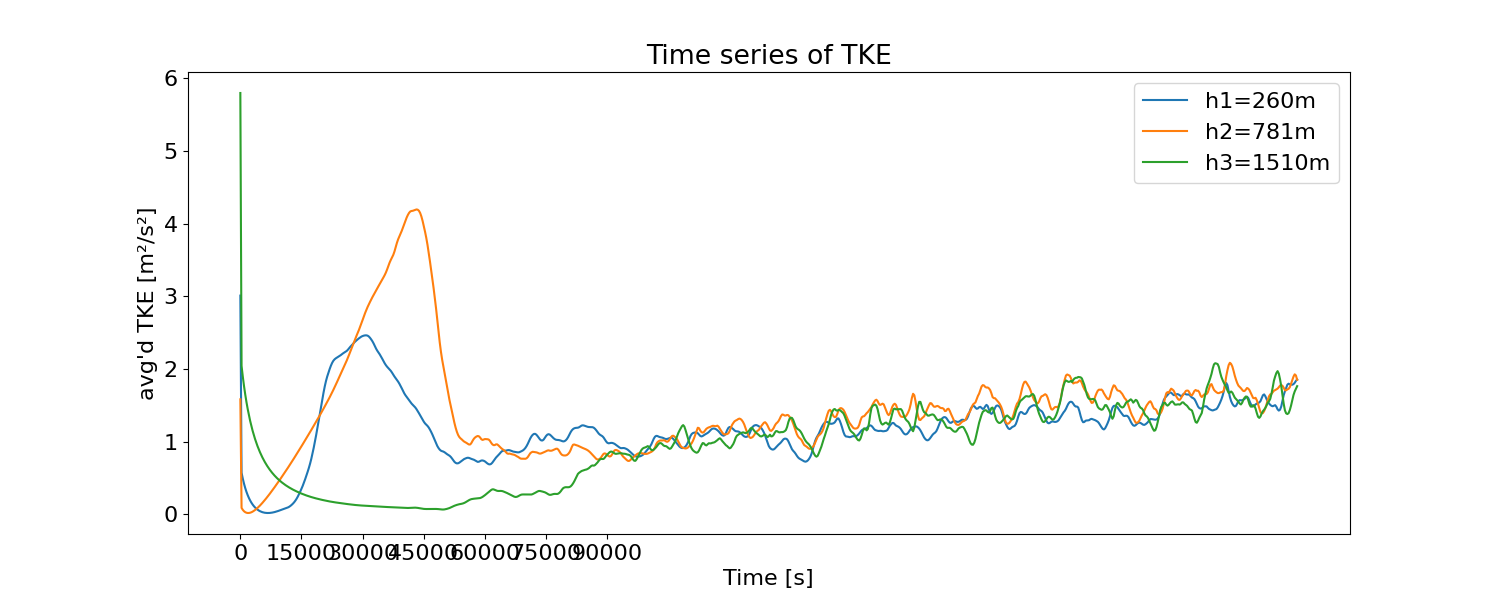 Time series of TKE
h1=260m
h2=781m
h3=1510m
avg'd TKE [m²/s²]
6
5
4
3
2
1
0
0 15000 30000 45000 60000 75000 90000
Time [s]